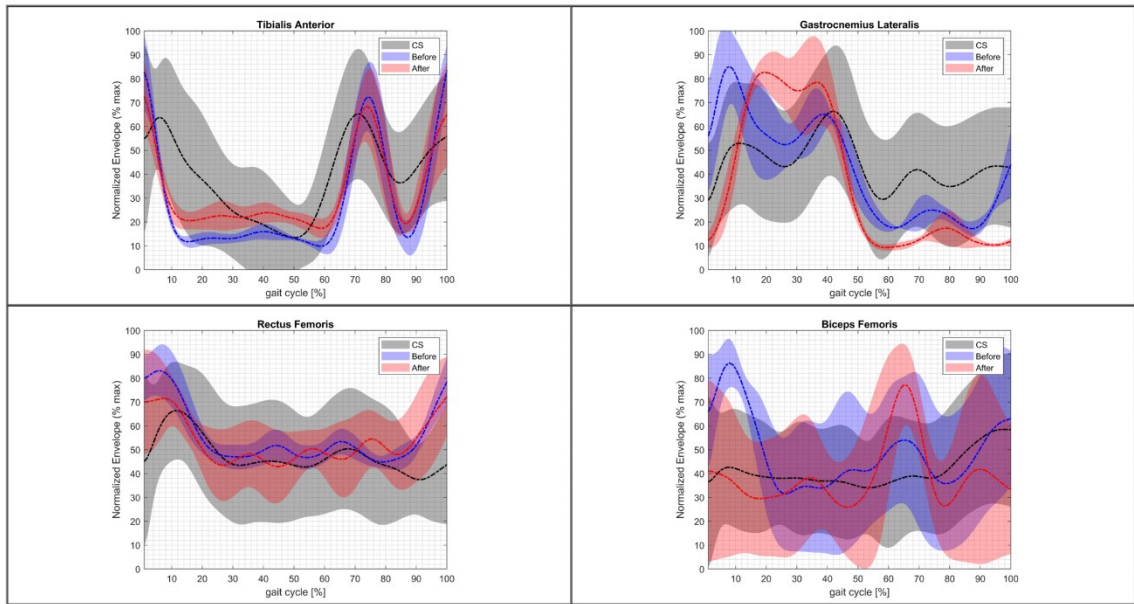 Tibialis Anterior
Normalized Envelope (% max)
100
90
80
70
60
50
40
30
20
10
0
CS
Before
After
10 20 30 40 50 60 70 80 90 100
gait cycle [%]
Gastrocnemius Lateralis
Normalized Envelope (% max)
100
90
80
70
60
50
40
30
20
10
0
CS
Before
After
10 20 30 40 50 60 70 80 90 100
gait cycle [%]
Rectus Femoris
Normalized Envelope (% max)
100
90
80
70
60
50
40
30
20
10
0
CS
Before
After
10 20 30 40 50 60 70 80 90 100
gait cycle [%]
Biceps Femoris
Normalized Envelope (% max)
100
90
80
70
60
50
40
30
20
10
0
CS
Before
After
10 20 30 40 50 60 70 80 90 100
gait cycle [%]